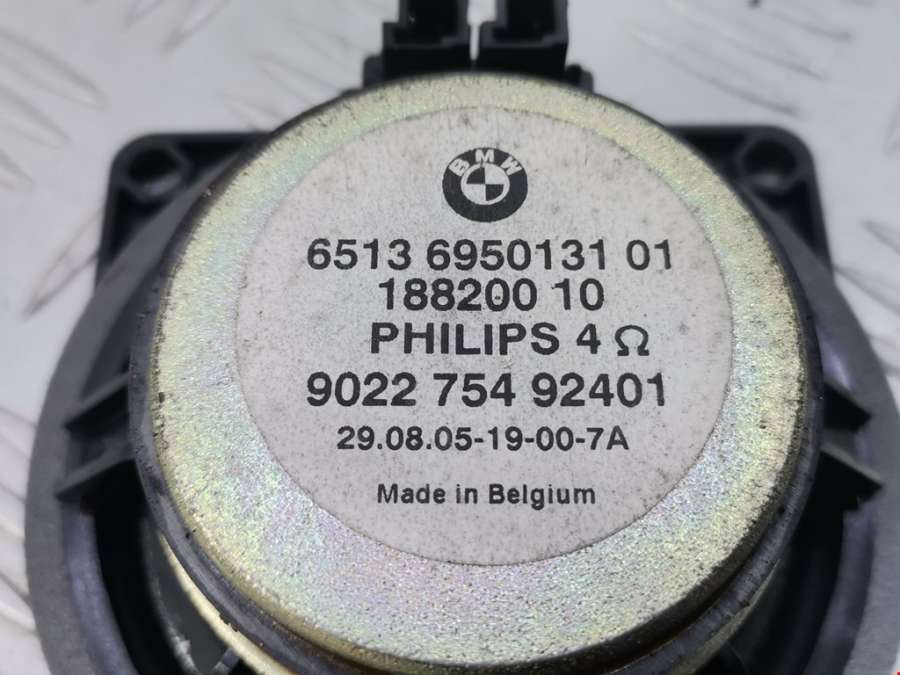 BMW
6513 6950131 01
188200 10
PHILIPS 4 Ω
9022 754 92401
29.08.05-19-00-7A
Made in Belgium